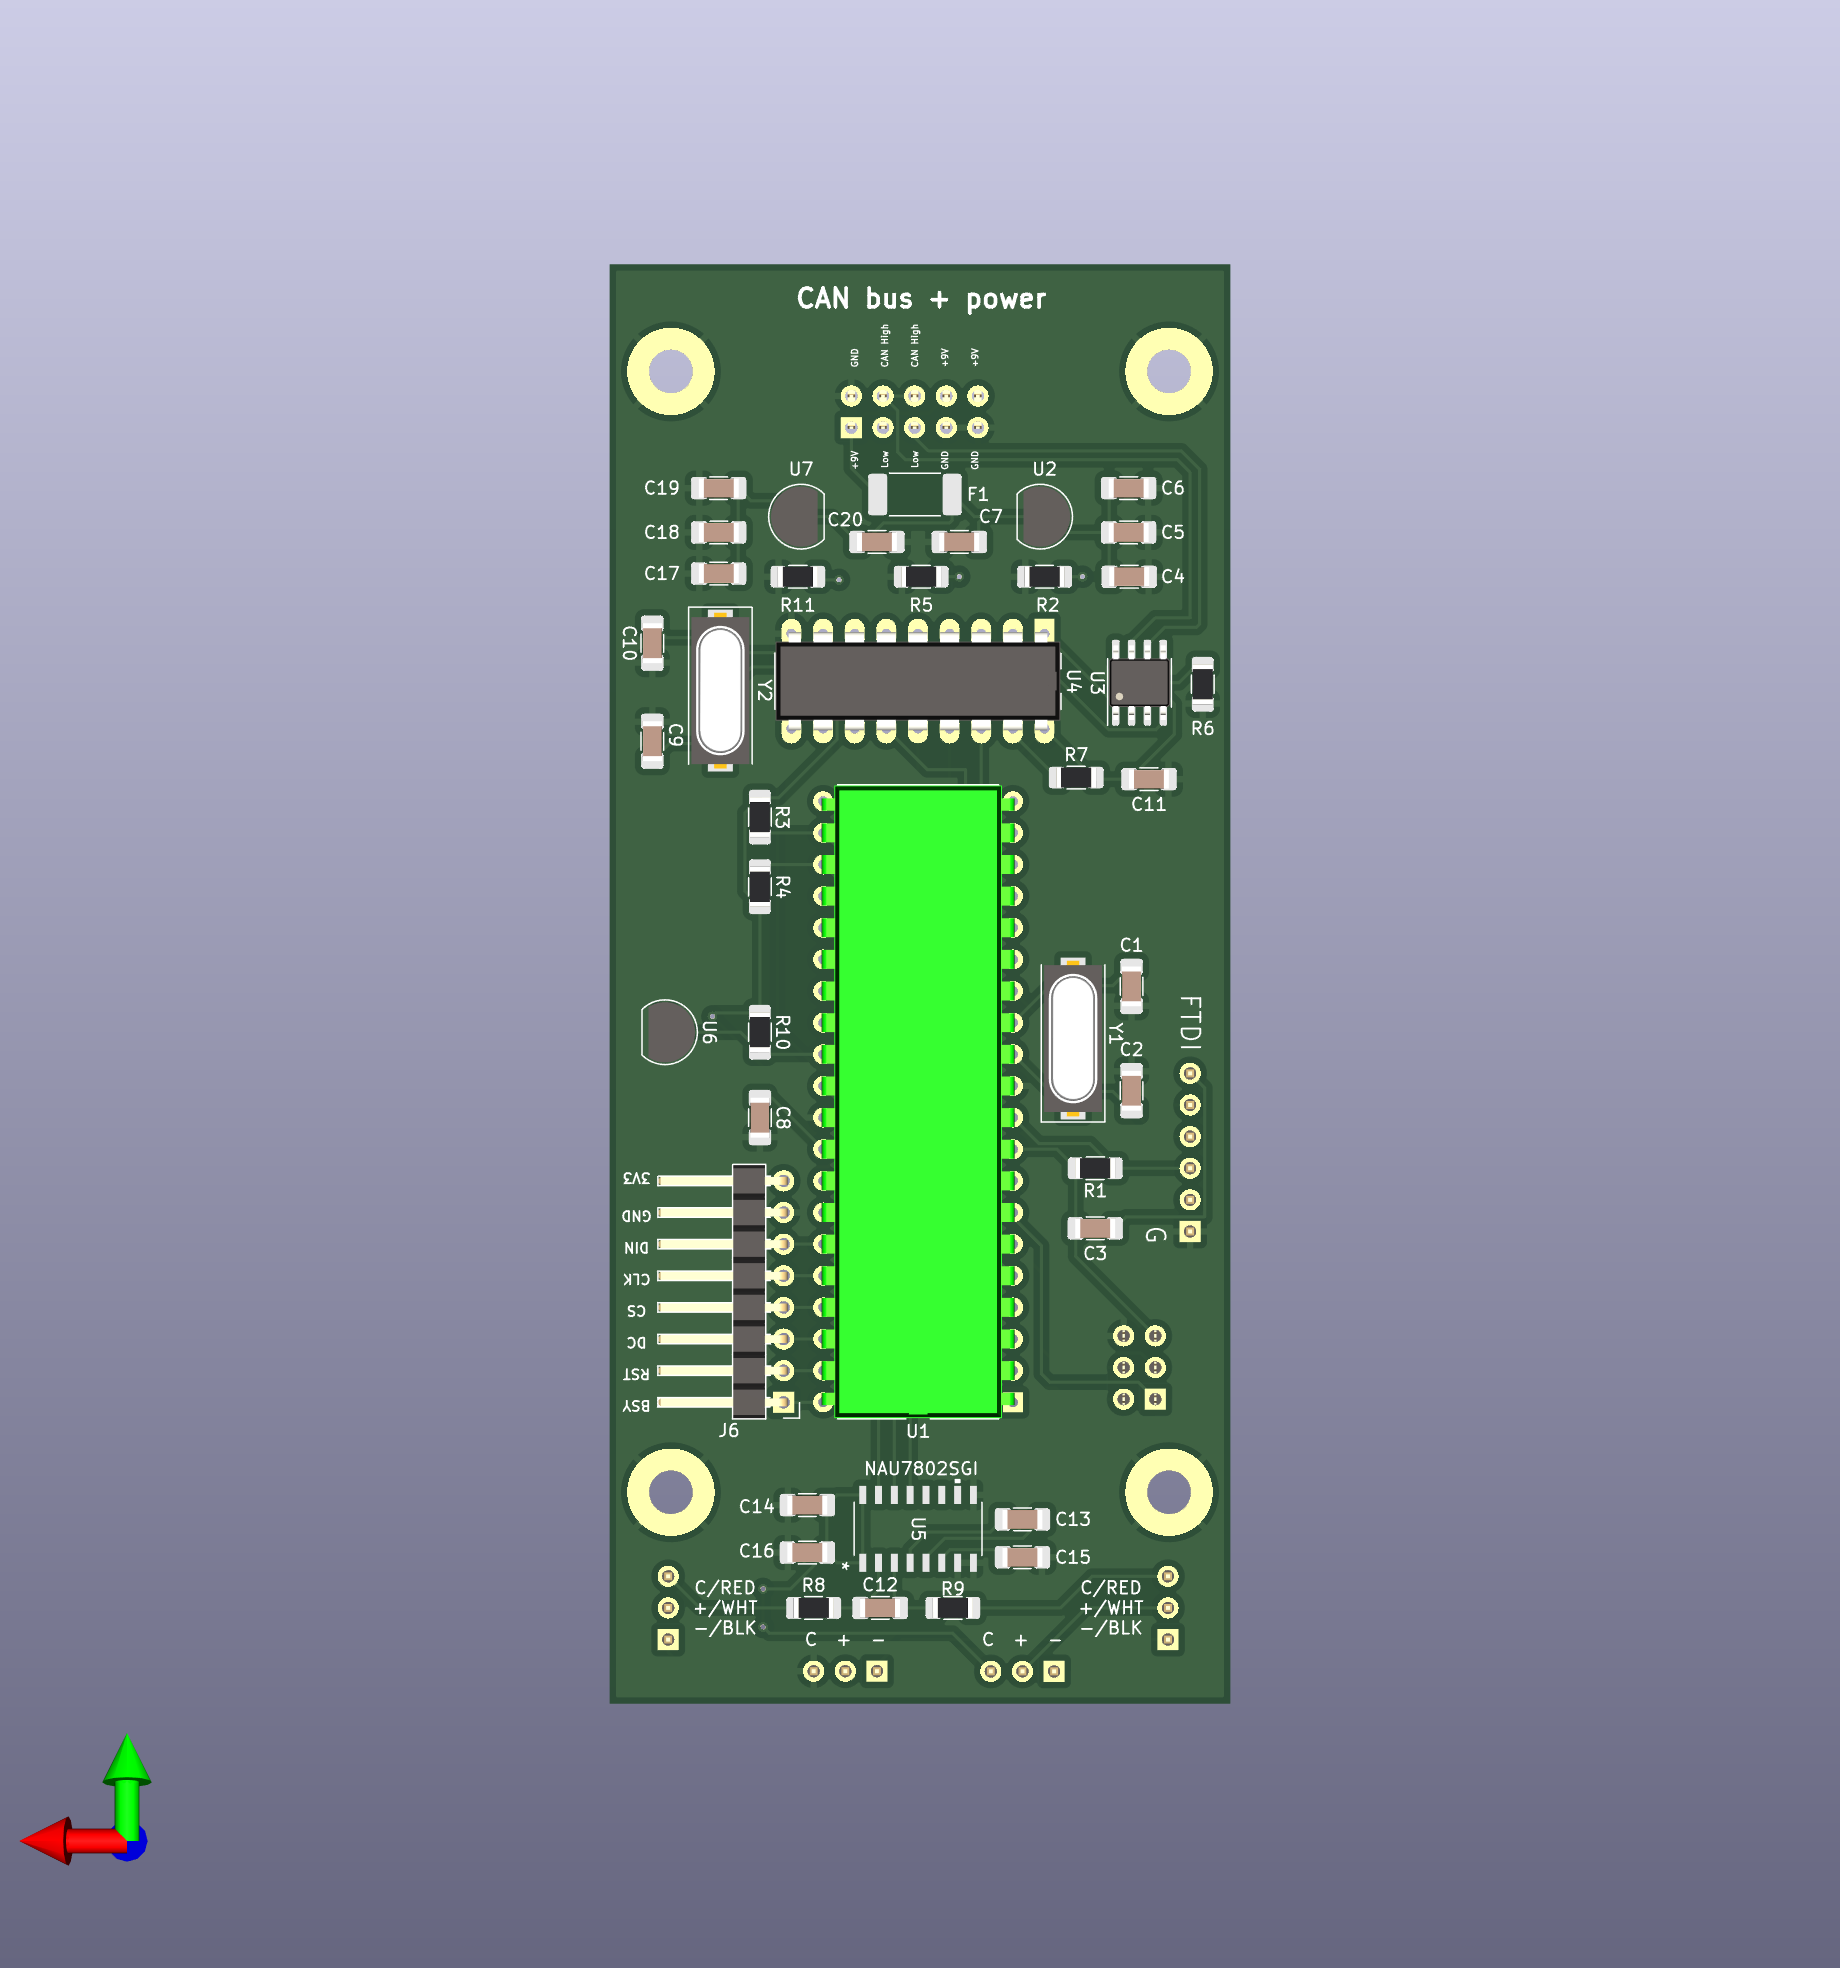 CAN bus + power
GND CAN High CAN High +9V +9V
+9V Low Low GND GND
U7 U2
C19 F1 C6
C20 C7
C18 C5
C17 C4
R11 R5 R2
C10 Y2 U4 U3
C9 R6
R7
C11
R3
R4
C1
FTDI
U6 R10 Y1
C2
C8
3V3
R1
GND
G
DIN
C3
CLK
CS
DC
RST
BSY
J6 U1
NAU7802SGI
C14 U5 C13
C16 * C15
R8 C12 R9
C/RED C/RED
+/WHT +/WHT
-/BLK -/BLK
C + - C + -